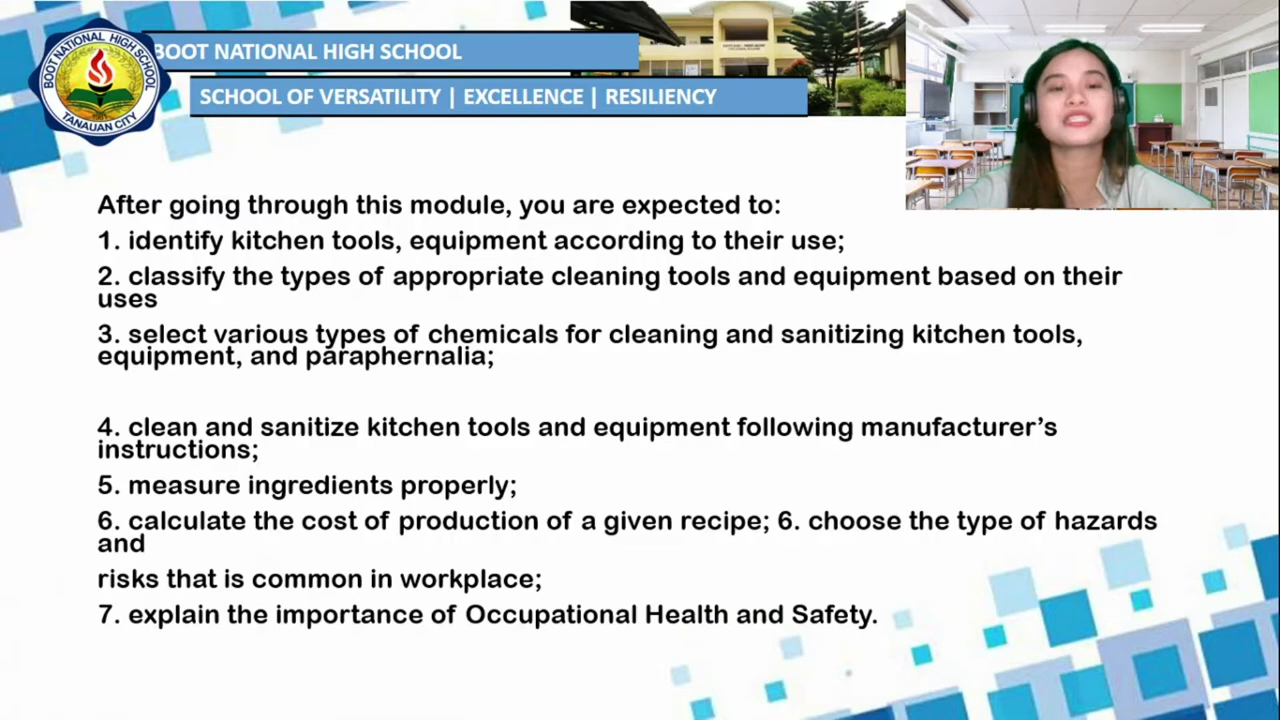 BOOT NATIONAL HIGH SCHOOL
SCHOOL OF VERSATILITY | EXCELLENCE | RESILIENCY
BOOT NATIONAL HIGH SCHOOL
TANAUAN CITY
After going through this module, you are expected to:
1. identify kitchen tools, equipment according to their use;
2. classify the types of appropriate cleaning tools and equipment based on their
uses
3. select various types of chemicals for cleaning and sanitizing kitchen tools,
equipment, and paraphernalia;
4. clean and sanitize kitchen tools and equipment following manufacturer’s
instructions;
5. measure ingredients properly;
6. calculate the cost of production of a given recipe; 6. choose the type of hazards
and
risks that is common in workplace;
7. explain the importance of Occupational Health and Safety.